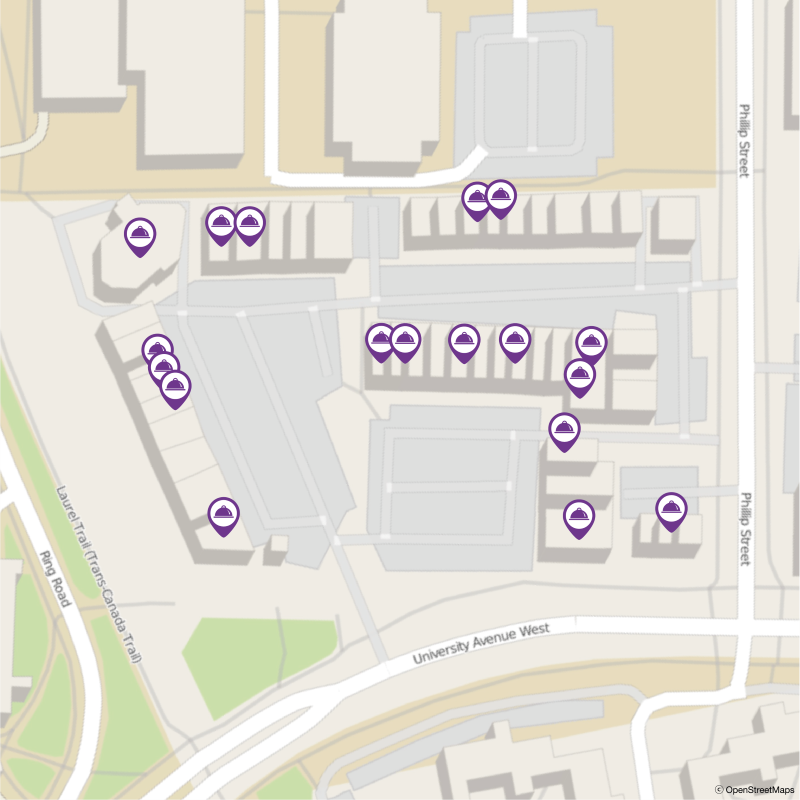 Phillip Street
Laurel Trail (Trans-Canada Trail)
Ring Road
Phillip Street
University Avenue West
© OpenStreetMaps